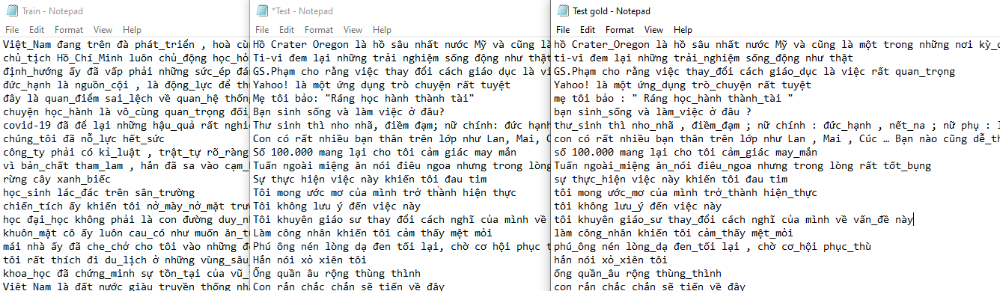 Train - Notepad
File Edit Format View Help
Việt_Nam đang trên đà phát_triển , hoà
chủ_tịch Hồ_Chí_Minh luôn chủ_động
định_hướng ấy đã vấp phải những sức_ép
đức_hạnh là nguồn_cội , là động_lực để
đây là quan_điểm sai_lệch về quan_hệ
chuyện học_hành là vô_cùng quan_trọng
covid-19 đã để lại những hậu_quả rất
chúng_tôi đã nỗ_lực hết_sức
công_ty phải có kỉ_luật , trật_tự rõ_ràng
vì bản_chất tham_lam , hắn đã sa vào
rừng cây xanh_biếc
học_sinh lác_đác trên sân_trường
chiến_tích ấy khiến tôi nở_mày_nở_mặt
học đại_học không phải là con đường
khuôn_mặt cô ấy luôn cau_có như muốn
mái nhà ấy đã che_chở cho tôi vào những
tôi rất thích đi du_lịch ở những
khoa_học đã chứng_minh sự tồn_tại của
Việt Nam là đất nước giàu truyền thống
*Test - Notepad
File Edit Format View Help
Hồ Crater Oregon là hồ sâu nhất nước Mỹ và cũng là
Ti-vi đem lại những trải nghiệm sống động như thật
GS.Phạm cho rằng việc thay đổi cách giáo dục là
Yahoo! là một ứng dụng trò chuyện rất tuyệt
Mẹ tôi bảo: "Ráng học hành thành tài"
Bạn sinh sống và làm việc ở đâu?
Thư sinh thì nho nhã, điềm đạm; nữ chính: đức hạnh
Con có rất nhiều bạn thân trên lớp như Lan, Mai,
Số 100.000 mang lại cho tôi cảm giác may mắn
Tuấn ngoài miệng ăn nói điêu ngoa nhưng trong lòng
Sự thực hiện việc này khiến tôi đau tim
Tôi mong ước mơ của mình trở thành hiện thực
Tôi không lưu ý đến việc này
Tôi khuyên giáo sư thay đổi cách nghĩ của mình về
Làm công nhân khiến tôi cảm thấy mệt mỏi
Phú ông nén lòng dạ đen tối lại, chờ cơ hội phục
Hắn nói xỏ xiên tôi
Ống quần âu rộng thùng thình
Con rắn chắc chắn sẽ tiến về đây
Test gold - Notepad
File Edit Format View Help
hồ Crater_Oregon là hồ sâu nhất nước Mỹ và cũng là một trong những nơi
ti-vi đem lại những trải_nghiệm sống_động như thật
GS.Phạm cho rằng việc thay_đổi cách giáo_dục là việc rất quan_trọng
Yahoo! là một ứng_dụng trò_chuyện rất tuyệt
mẹ tôi bảo : " Ráng học_hành thành_tài "
bạn sinh_sống và làm_việc ở đâu ?
thư_sinh thì nho_nhã , điềm_đạm ; nữ chính : đức_hạnh , nết_na ; nữ phụ :
con có rất nhiều bạn thân trên lớp như Lan , Mai , Cúc … Bạn nào cũng
số 100.000 mang lại cho tôi cảm_giác may_mắn
Tuấn ngoài_miệng ăn_nói điêu_ngoa nhưng trong lòng rất tốt_bụng
sự thực_hiện việc này khiến tôi đau tim
tôi mong ước_mơ của mình trở_thành hiện_thực
tôi không lưu_ý đến việc này
tôi khuyên giáo_sư thay_đổi cách nghĩ của mình về vấn_đề này
làm công_nhân khiến tôi cảm_thấy mệt_mỏi
phú_ông nén lòng_dạ đen_tối lại , chờ cơ_hội phục_thù
hắn nói xỏ_xiên tôi
ống quần_âu rộng thùng_thình
con rắn chắc_chắn sẽ tiến về đây